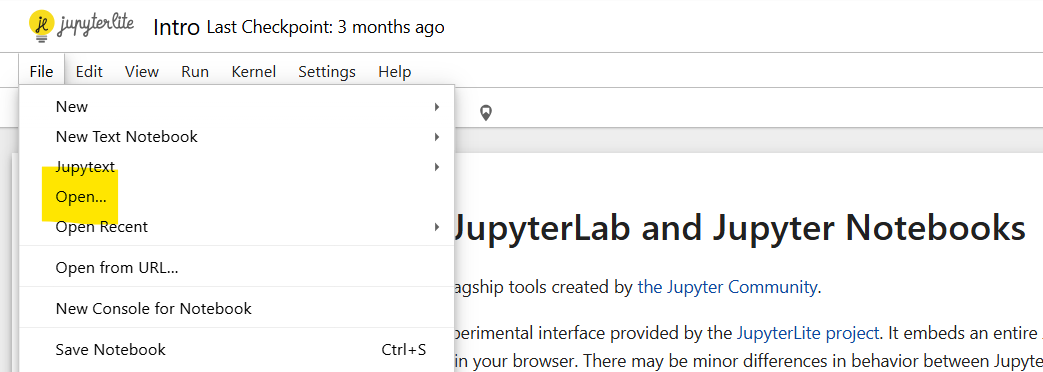 jupyterlite Intro Last Checkpoint: 3 months ago
File Edit View Run Kernel Settings Help
New
New Text Notebook
Jupytext
Open...
Open Recent
Open from URL...
New Console for Notebook
Save Notebook Ctrl+S
JupyterLab and Jupyter Notebooks
tools created by the Jupyter Community.
interface provided by the JupyterLite project. It embeds an entire
in your browser. There may be minor differences in behavior between